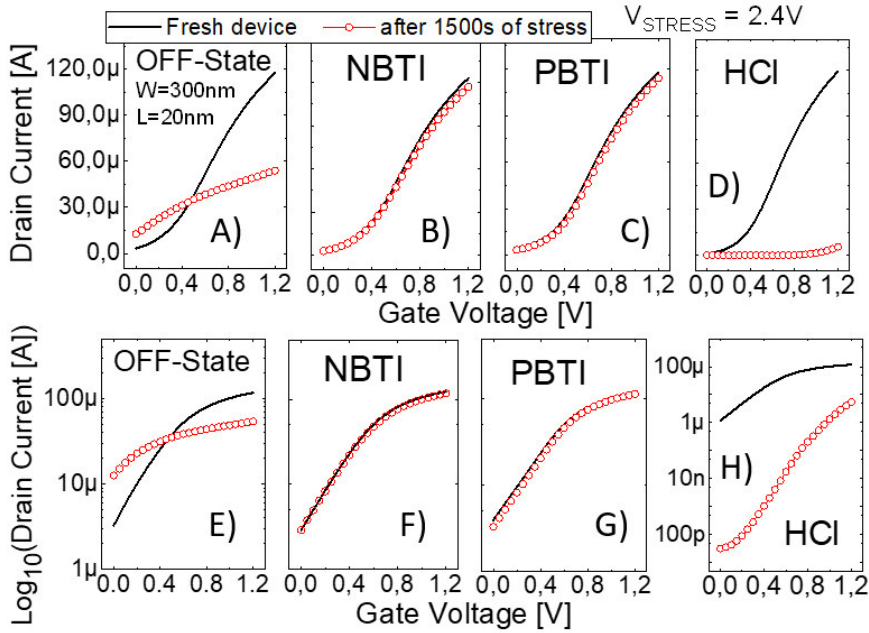 Fresh device
after 1500s of stress
V_STRESS = 2.4V
Drain Current [A]
120,0µ
90,0µ
60,0µ
30,0µ
0,0
OFF-State
W=300nm
L=20nm
A)
NBTI
B)
PBTI
C)
HCI
D)
0,0 0,4 0,8 1,2
0,0 0,4 0,8 1,2
0,0 0,4 0,8 1,2
0,0 0,4 0,8 1,2
Gate Voltage [V]
Log10(Drain Current [A])
100µ
10µ
1µ
OFF-State
E)
NBTI
F)
PBTI
G)
100µ
1µ
10n
100p
H)
HCI
0,0 0,4 0,8 1,2
0,0 0,4 0,8 1,2
0,0 0,4 0,8 1,2
0,0 0,4 0,8 1,2
Gate Voltage [V]